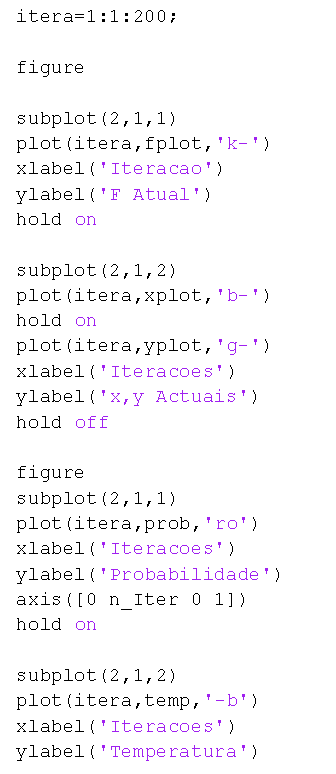 itera=1:1:200;
figure
subplot(2,1,1)
plot(itera,fplot,'k-')
xlabel('Iteracao')
ylabel('F Atual')
hold on
subplot(2,1,2)
plot(itera,xplot,'b-')
hold on
plot(itera,yplot,'g-')
xlabel('Iteracoes')
ylabel('x,y Actuais')
hold off
figure
subplot(2,1,1)
plot(itera,prob,'ro')
xlabel('Iteracoes')
ylabel('Probabilidade')
axis([0 n_Iter 0 1])
hold on
subplot(2,1,2)
plot(itera,temp,'-b')
xlabel('Iteracoes')
ylabel('Temperatura')